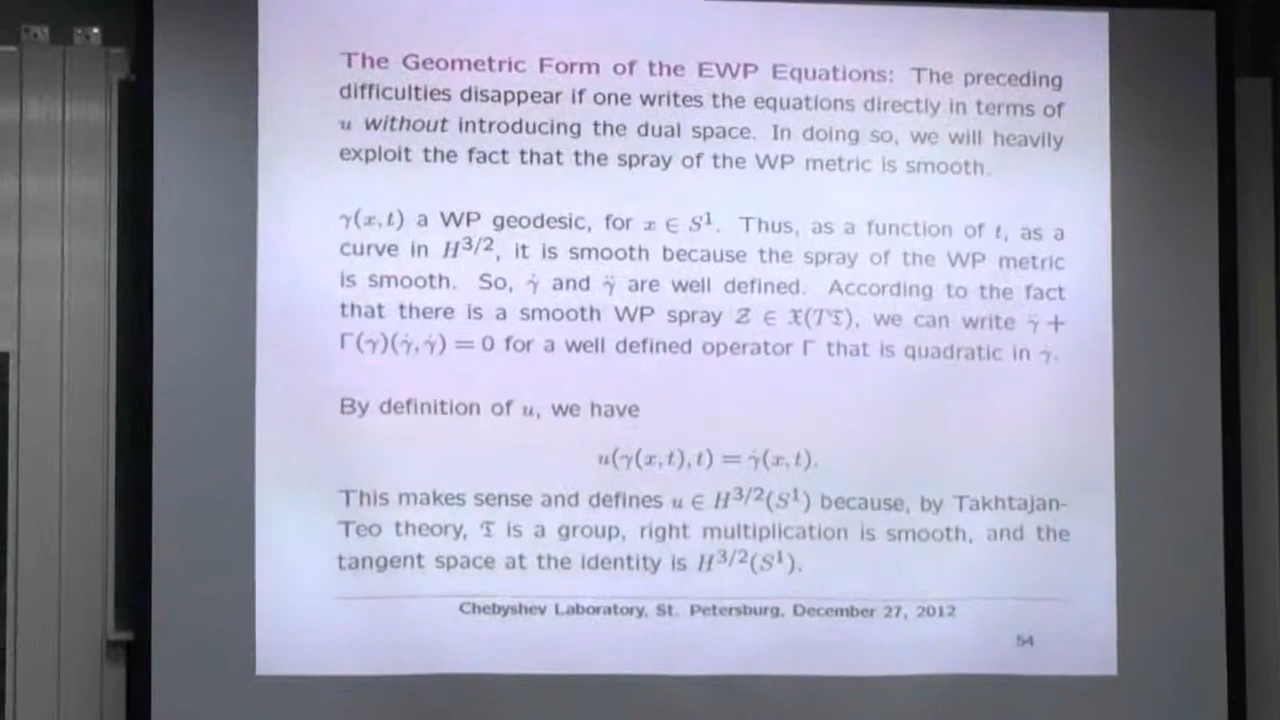 The Geometric Form of the EWP Equations: The preceding
difficulties disappear if one writes the equations directly in terms of
u without introducing the dual space. In doing so, we will heavily
exploit the fact that the spray of the WP metric is smooth.
γ(x,t) a WP geodesic, for x ∈ S¹. Thus, as a function of t, as a
curve in H^{3/2}, it is smooth because the spray of the WP metric
is smooth. So, γ̇ and γ̈ are well defined. According to the fact
that there is a smooth WP spray Z ∈ 𝔛(T𝔗), we can write γ̈ +
Γ(γ)(γ̇, γ̇) = 0 for a well defined operator Γ that is quadratic in γ̇.
By definition of u, we have
u(γ(x,t),t) = γ̇(x,t).
This makes sense and defines u ∈ H^{3/2}(S¹) because, by Takhtajan-
Teo theory, 𝔗 is a group, right multiplication is smooth, and the
tangent space at the identity is H^{3/2}(S¹).
Chebyshev Laboratory, St. Petersburg, December 27, 2012
54